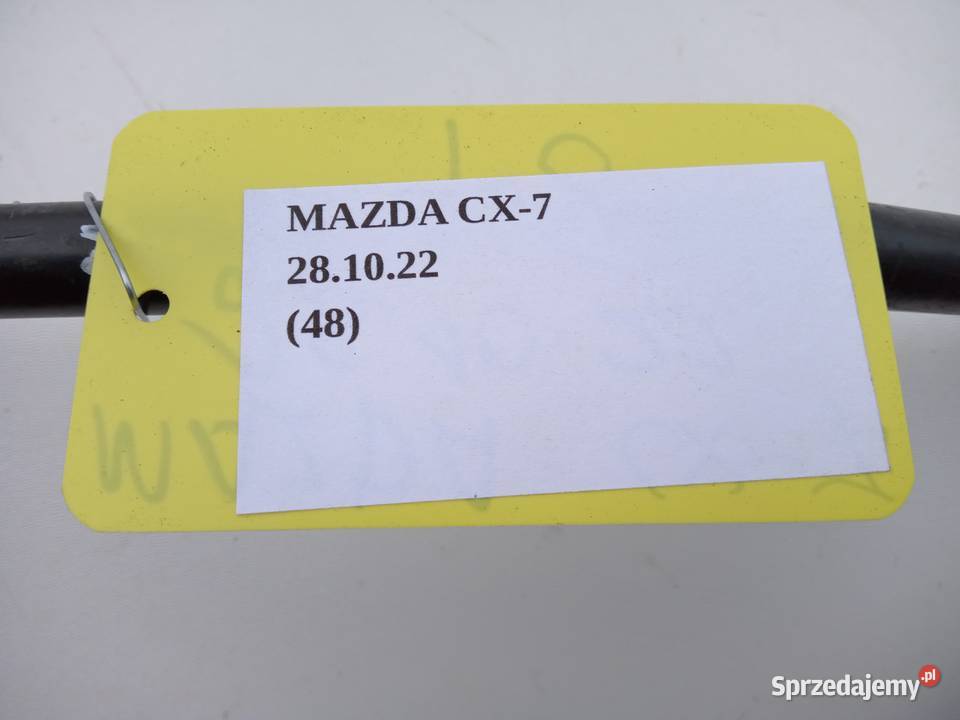 MAZDA CX-7
28.10.22
(48)
Sprzedajemy.pl